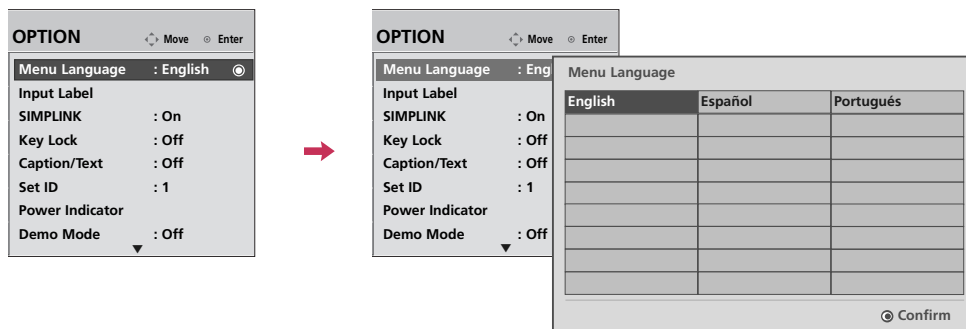 OPTION Move Enter
Menu Language : English
Input Label
SIMPLINK : On
Key Lock : Off
Caption/Text : Off
Set ID : 1
Power Indicator
Demo Mode : Off
OPTION Move Enter
Menu Language : Eng
Input Label
SIMPLINK : On
Key Lock : Off
Caption/Text : Off
Set ID : 1
Power Indicator
Demo Mode : Off
Menu Language
English Español Portugués
Confirm